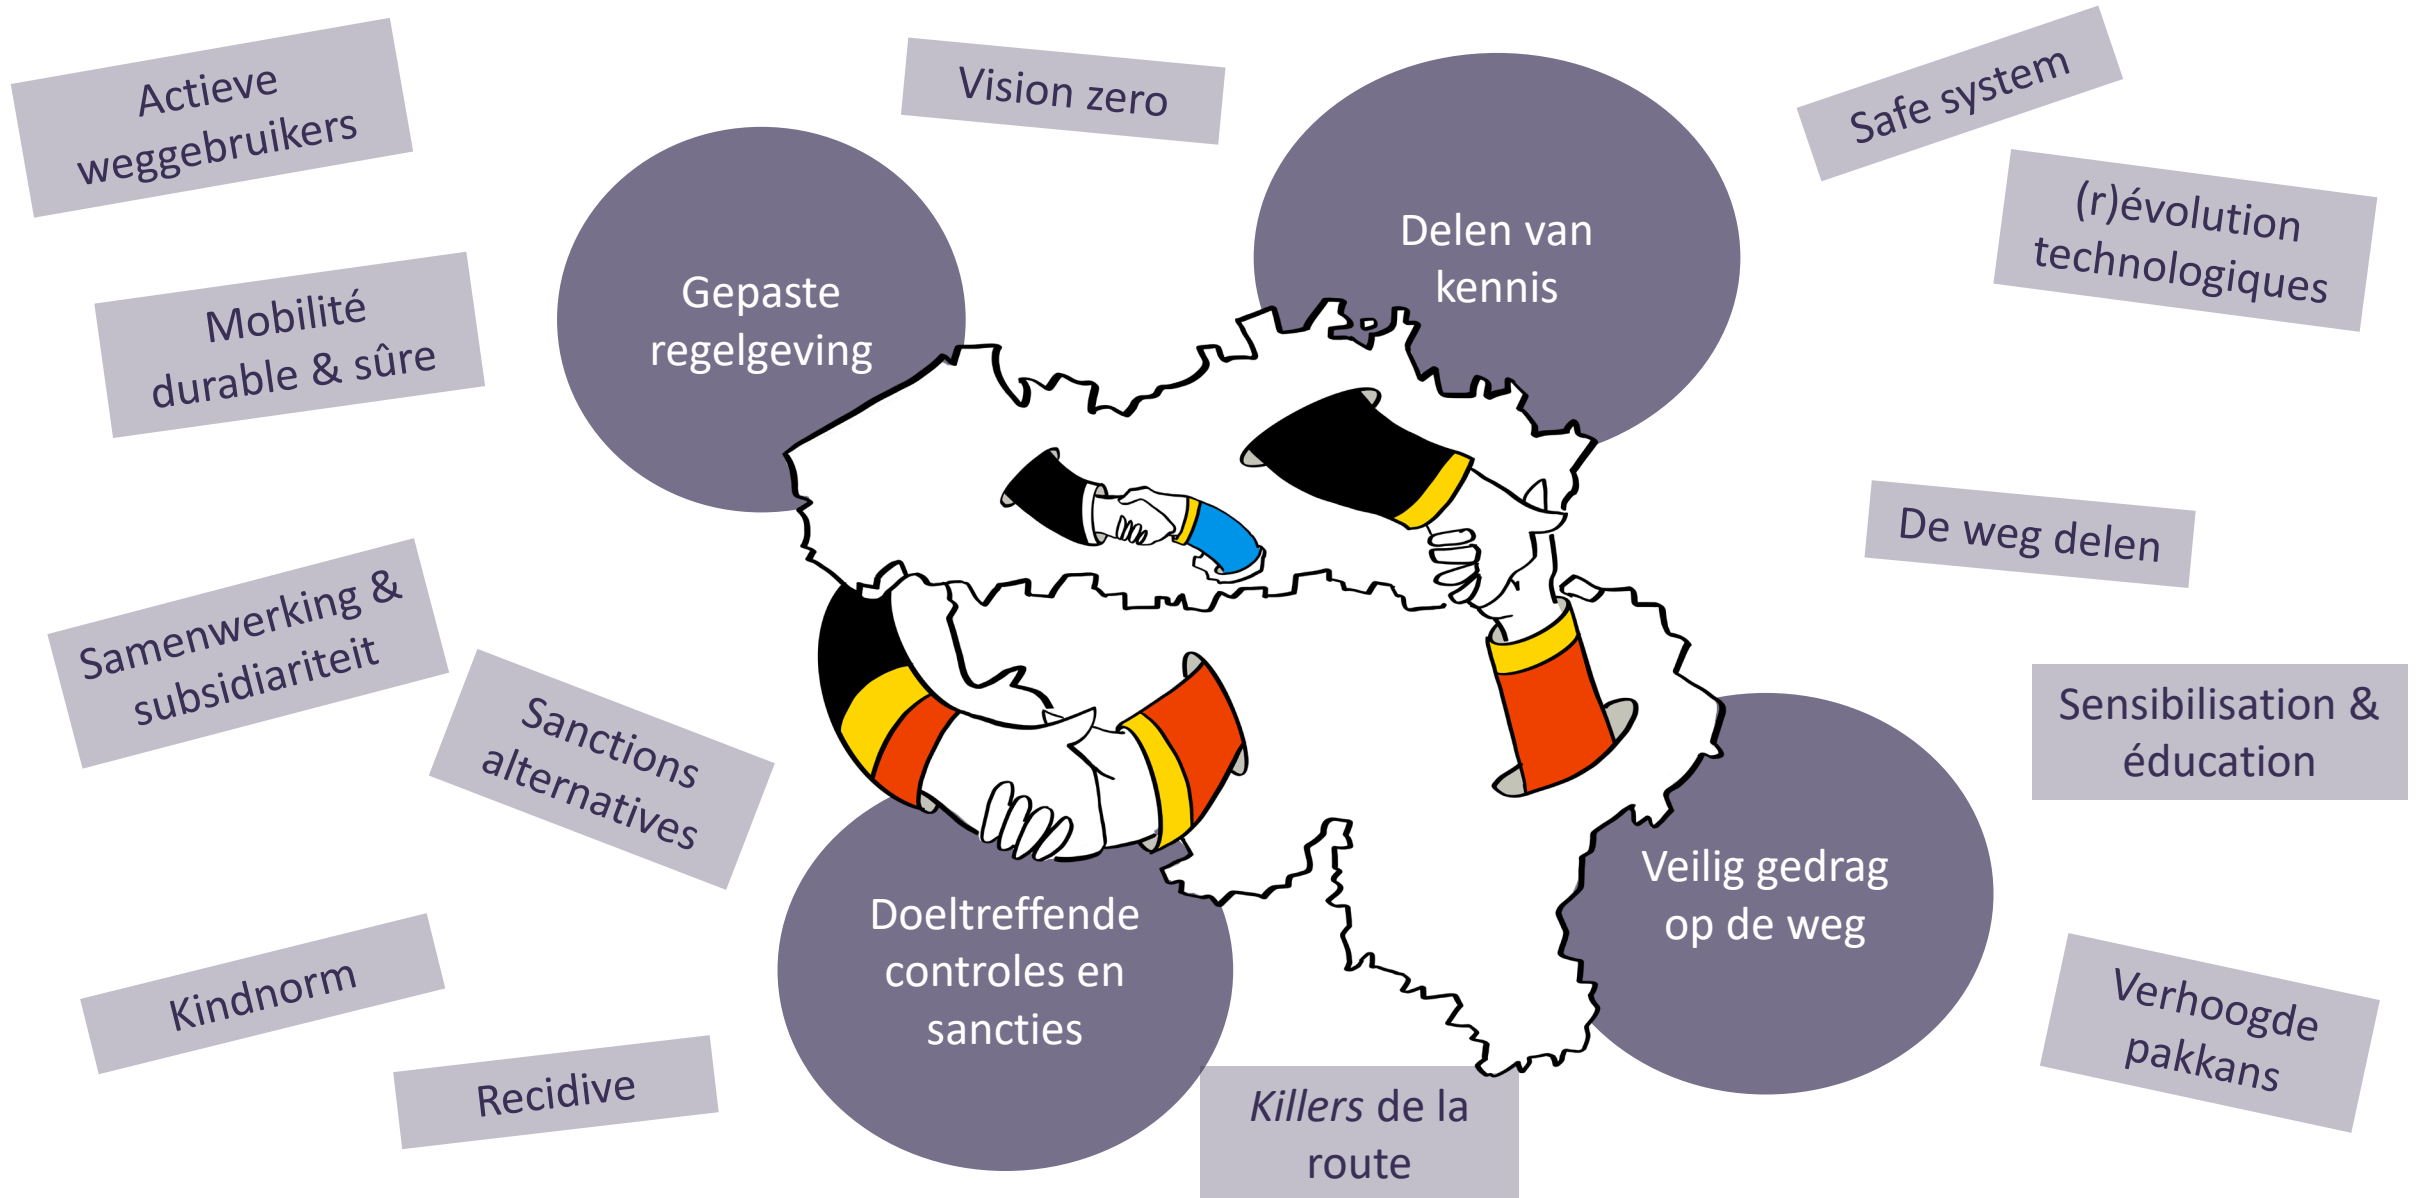 Actieve
weggebruikers
Vision zero
Safe system
(r)évolution
technologiques
Delen van
kennis
Gepaste
regelgeving
Mobilité
durable & sûre
De weg delen
Samenwerking &
subsidiariteit
Sanctions
alternatives
Sensibilisation &
éducation
Veilig gedrag
op de weg
Doeltreffende
controles en
sancties
Kindnorm
Verhoogde
pakkans
Recidive
Killers de la
route